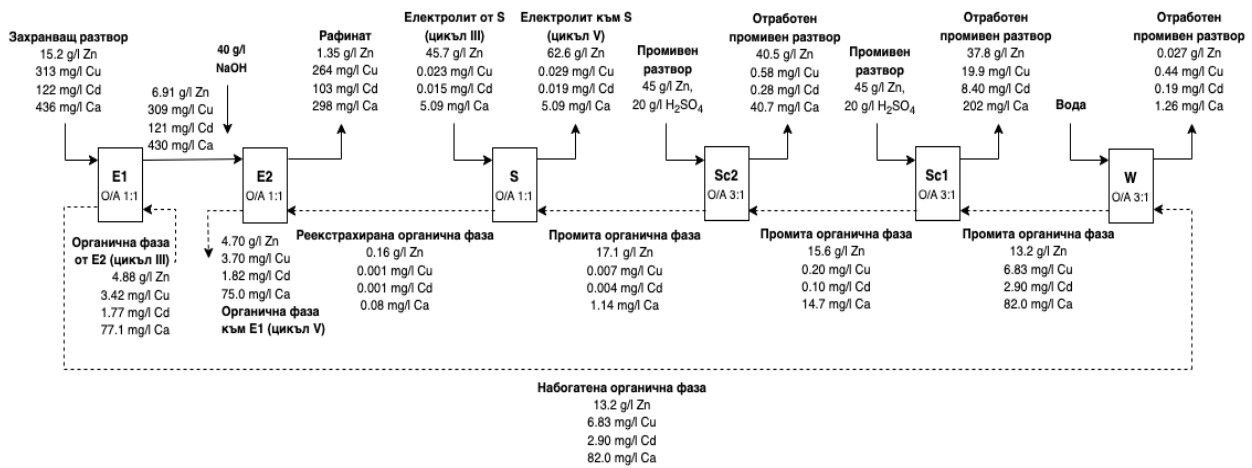 Захранващ разтвор
15.2 g/l Zn
313 mg/l Cu
122 mg/l Cd
436 mg/l Ca
6.91 g/l Zn
309 mg/l Cu
121 mg/l Cd
430 mg/l Ca
40 g/l
NaOH
Рафинат
1.35 g/l Zn
264 mg/l Cu
103 mg/l Cd
298 mg/l Ca
Електролит от S
(цикъл III)
45.7 g/l Zn
0.023 mg/l Cu
0.015 mg/l Cd
5.09 mg/l Ca
Електролит към S
(цикъл V)
62.6 g/l Zn
0.029 mg/l Cu
0.019 mg/l Cd
5.09 mg/l Ca
Промивен
разтвор
45 g/l Zn,
20 g/l H₂SO₄
Отработен
промивен разтвор
40.5 g/l Zn
0.58 mg/l Cu
0.28 mg/l Cd
40.7 mg/l Ca
Промивен
разтвор
45 g/l Zn,
20 g/l H₂SO₄
Отработен
промивен разтвор
37.8 g/l Zn
19.9 mg/l Cu
8.40 mg/l Cd
202 mg/l Ca
Вода
Отработен
промивен разтвор
0.027 g/l Zn
0.44 mg/l Cu
0.19 mg/l Cd
1.26 mg/l Ca
E1
O/A 1:1
E2
O/A 1:1
S
O/A 1:1
Sc2
O/A 3:1
Sc1
O/A 3:1
W
O/A 3:1
Органична фаза
от E2 (цикъл III)
4.88 g/l Zn
3.42 mg/l Cu
1.77 mg/l Cd
77.1 mg/l Ca
4.70 g/l Zn
3.70 mg/l Cu
1.82 mg/l Cd
75.0 mg/l Ca
Органична фаза
към E1 (цикъл V)
Реекстрахирана органична фаза
0.16 g/l Zn
0.001 mg/l Cu
0.001 mg/l Cd
0.08 mg/l Ca
Промита органична фаза
17.1 g/l Zn
0.007 mg/l Cu
0.004 mg/l Cd
1.14 mg/l Ca
Промита органична фаза
15.6 g/l Zn
0.20 mg/l Cu
0.10 mg/l Cd
14.7 mg/l Ca
Промита органична фаза
13.2 g/l Zn
6.83 mg/l Cu
2.90 mg/l Cd
82.0 mg/l Ca
Набогатена органична фаза
13.2 g/l Zn
6.83 mg/l Cu
2.90 mg/l Cd
82.0 mg/l Ca